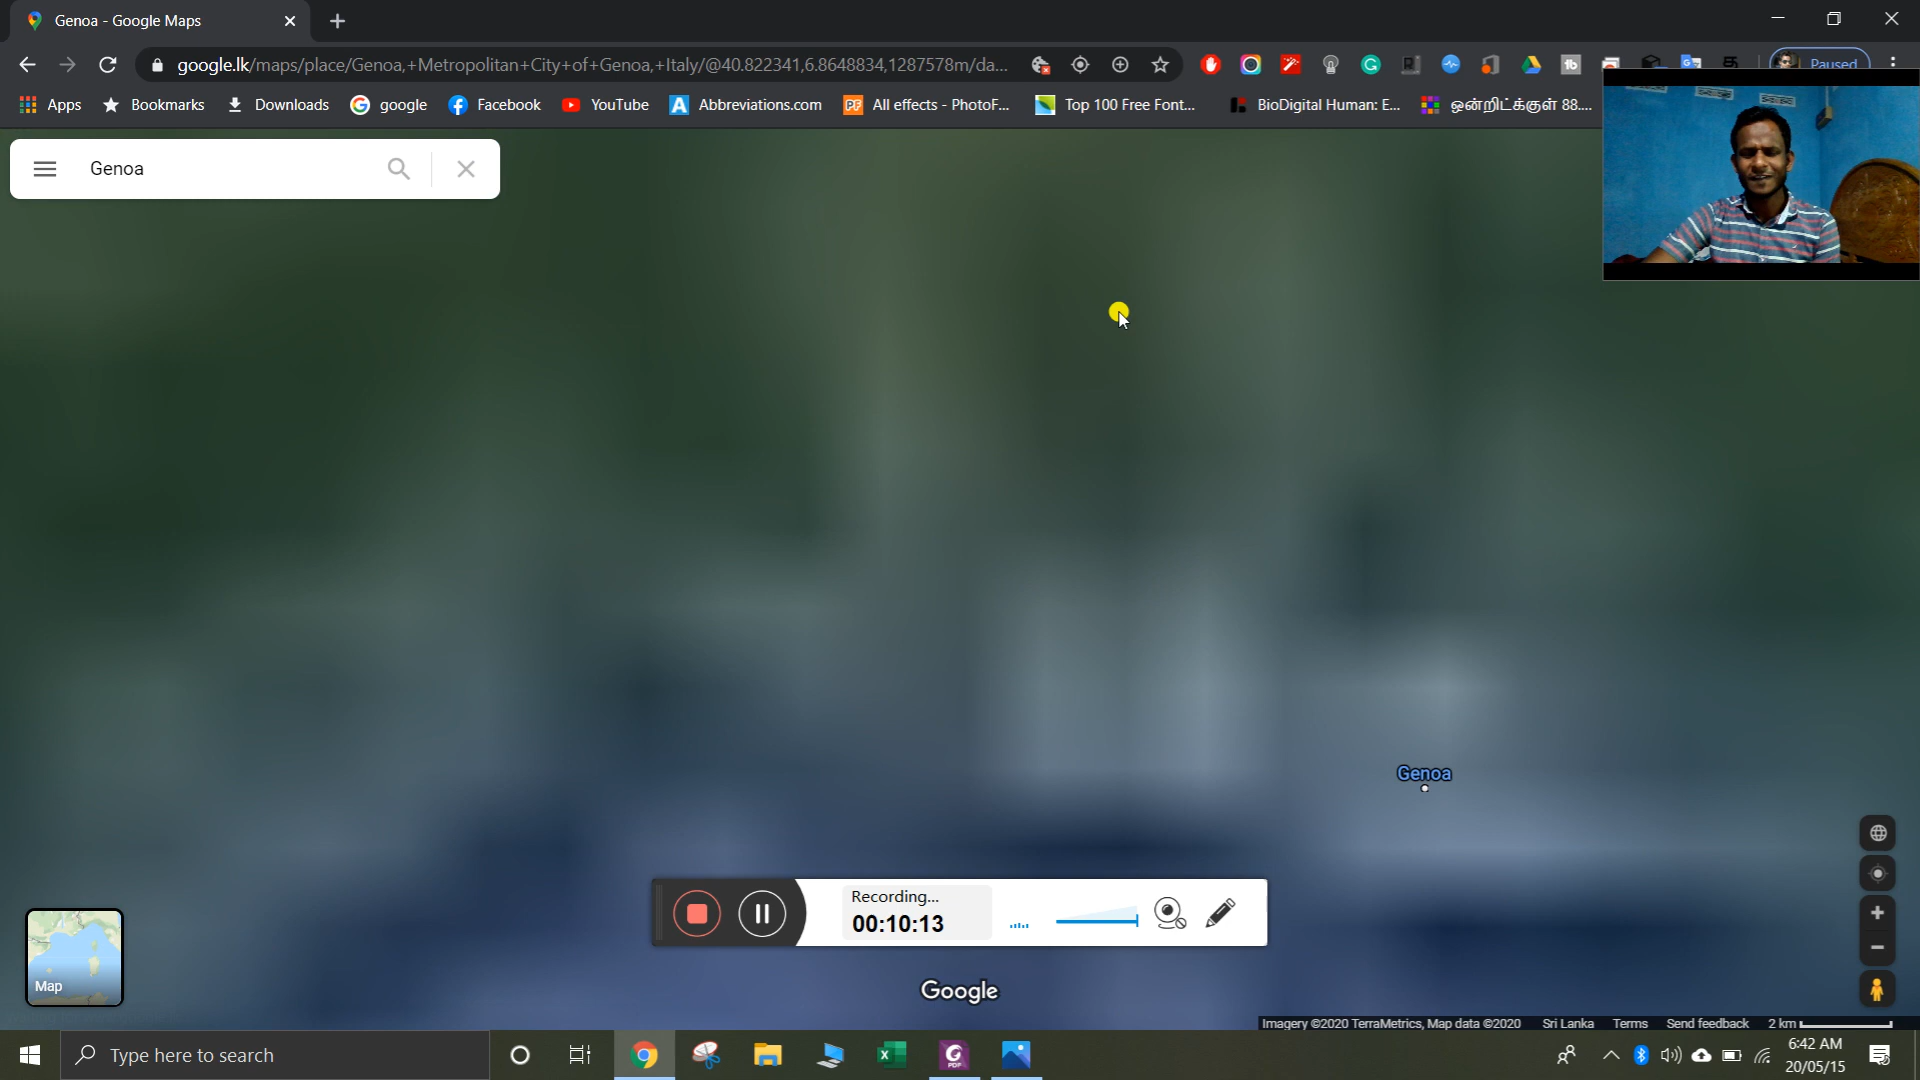 Genoa - Google Maps
google.lk/maps/place/Genoa,+Metropolitan+City+of+Genoa,+Italy/@40.822341,6.8648834,1287578m/da...
Paused
Apps
Bookmarks
Downloads
google
Facebook
YouTube
Abbreviations.com
All effects - PhotoF...
Top 100 Free Font...
BioDigital Human: E...
ஒன்றிட்க்குள் 88....
Genoa
Genoa
Recording...
00:10:13
Map
Google
Imagery ©2020 TerraMetrics, Map data ©2020
Sri Lanka
Terms
Send feedback
2 km
Type here to search
6:42 AM
20/05/15